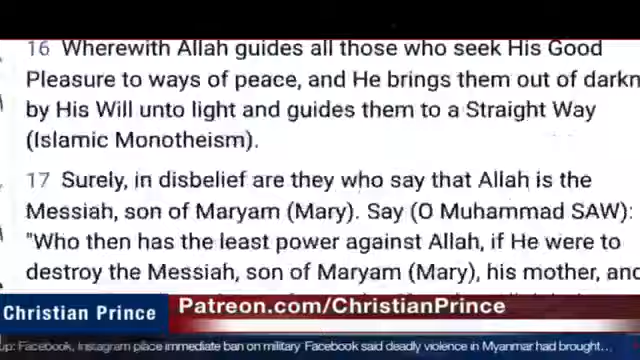 16 Wherewith Allah guides all those who seek His Good
Pleasure to ways of peace, and He brings them out of darkn
by His Will unto light and guides them to a Straight Way
(Islamic Monotheism).
17 Surely, in disbelief are they who say that Allah is the
Messiah, son of Maryam (Mary). Say (O Muhammad SAW):
"Who then has the least power against Allah, if He were to
destroy the Messiah, son of Maryam (Mary), his mother, and
Christian Prince
Patreon.com/ChristianPrince
up: Facebook, Instagram place immediate ban on military Facebook said deadly violence in Myanmar had brought...